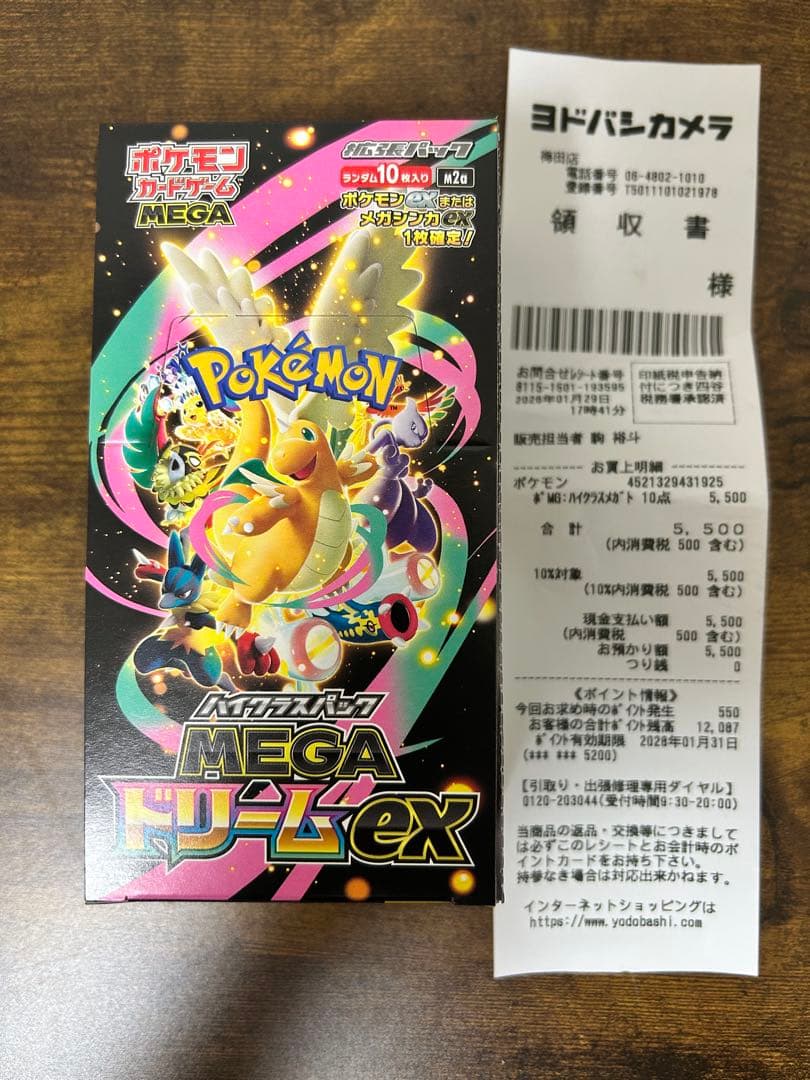 ポケモン
カードゲーム
MEGA
拡張パック
ランダム10枚入り
M2a
ポケモンexまたは
メガシンカex
1枚確定!
POKéMON
TM
ハイクラスパック
MEGA
ドリームex
ヨドバシカメラ
梅田店
電話番号 06-4802-1010
登録番号 T5011101021978
領 収 書
様
お問合せレシート番号
8115-1501-193595
2026年01月29日
17時41分
印紙税申告納
付につき四谷
税務署承認済
販売担当者 駒 裕斗
---------- お買上明細 ----------
ポケモン 4521329431925
ポMG:ハイクラスメガト 10点 5,500
合 計 5,500
(内消費税 500 含む)
10%対象 5,500
(10%内消費税 500 含む)
現金支払い額 5,500
(内消費税 500 含む)
お預かり額 5,500
つり銭 0
《ポイント情報》
今回お求め時のポイント発生 550
お客様の合計ポイント残高 12,087
ポイント有効期限 2028年01月31日
(*** *** 5200)
【引取り・出張修理専用ダイヤル】
0120-203044(受付時間9:30-20:00)
当商品の返品・交換等につきまして
は必ずこのレシートとお会計時のポ
イントカードをお持ち下さい。
持参なき場合は対応出来かねます。
インターネットショッピングは
https://www.yodobashi.com